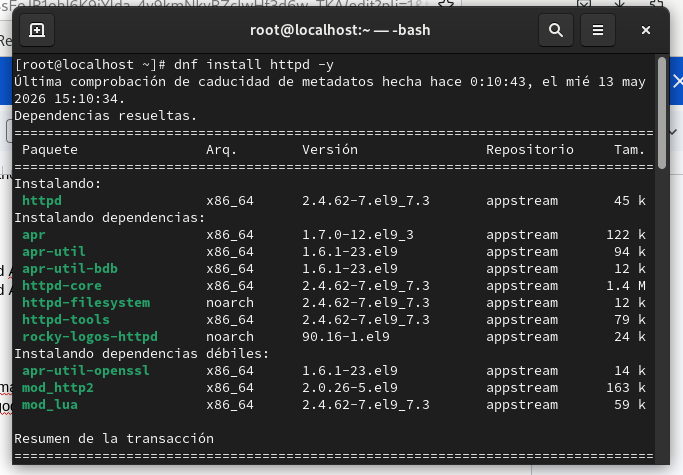 root@localhost:~ — -bash
[root@localhost ~]# dnf install httpd -y
Última comprobación de caducidad de metadatos hecha hace 0:10:43, el mié 13 may
2026 15:10:34.
Dependencias resueltas.
================================================================================
Paquete Arq. Versión Repositorio Tam.
================================================================================
Instalando:
httpd x86_64 2.4.62-7.el9_7.3 appstream 45 k
Instalando dependencias:
apr x86_64 1.7.0-12.el9_3 appstream 122 k
apr-util x86_64 1.6.1-23.el9 appstream 94 k
apr-util-bdb x86_64 1.6.1-23.el9 appstream 12 k
httpd-core x86_64 2.4.62-7.el9_7.3 appstream 1.4 M
httpd-filesystem noarch 2.4.62-7.el9_7.3 appstream 12 k
httpd-tools x86_64 2.4.62-7.el9_7.3 appstream 79 k
rocky-logos-httpd noarch 90.16-1.el9 appstream 24 k
Instalando dependencias débiles:
apr-util-openssl x86_64 1.6.1-23.el9 appstream 14 k
mod_http2 x86_64 2.0.26-5.el9 appstream 163 k
mod_lua x86_64 2.4.62-7.el9_7.3 appstream 59 k
Resumen de la transacción
================================================================================